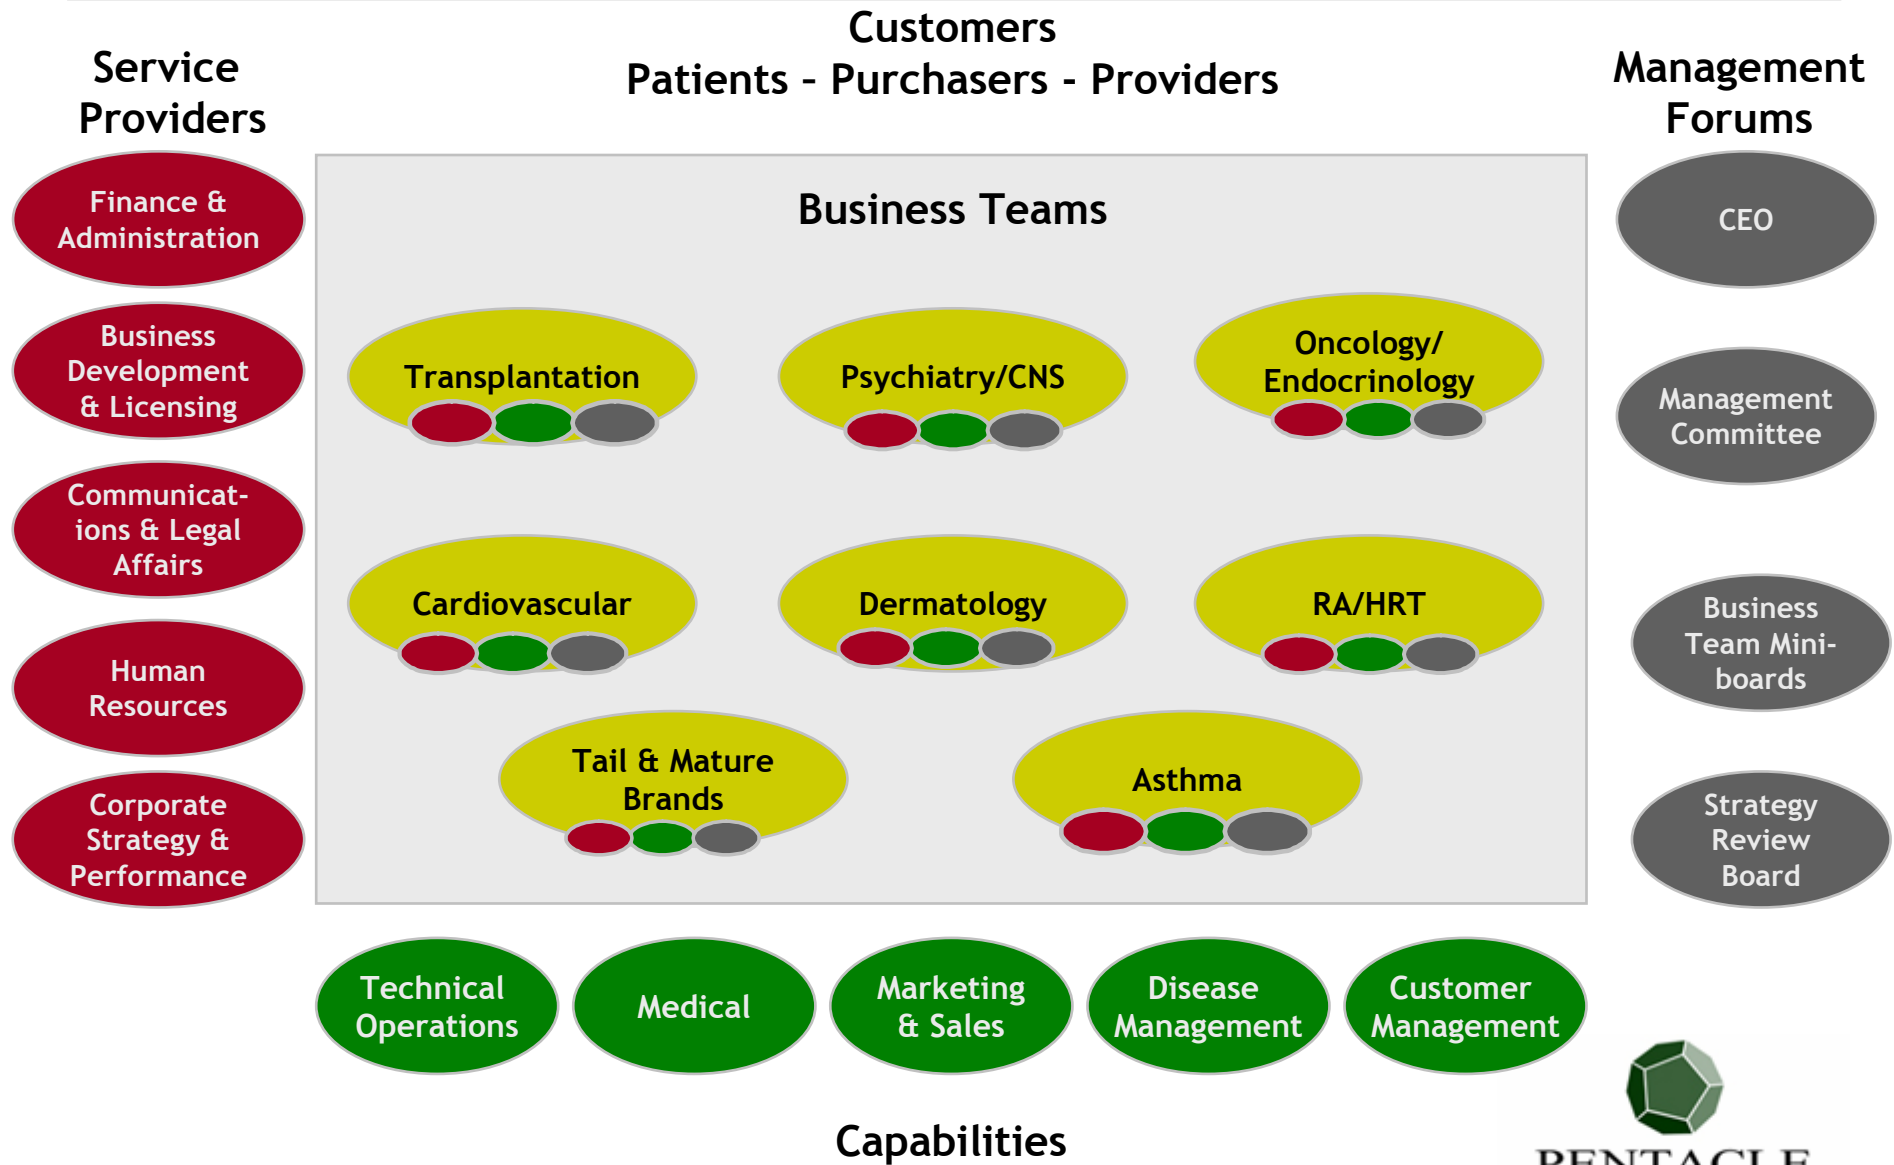 Customers
Patients – Purchasers - Providers
Service
Providers
Management
Forums
Finance &
Administration
Business
Development
& Licensing
Communicat-
ions & Legal
Affairs
Human
Resources
Corporate
Strategy &
Performance
Business Teams
Transplantation
Psychiatry/CNS
Oncology/
Endocrinology
Cardiovascular
Dermatology
RA/HRT
Tail & Mature
Brands
Asthma
CEO
Management
Committee
Business
Team Mini-
boards
Strategy
Review
Board
Technical
Operations
Medical
Marketing
& Sales
Disease
Management
Customer
Management
Capabilities
PENTACLE